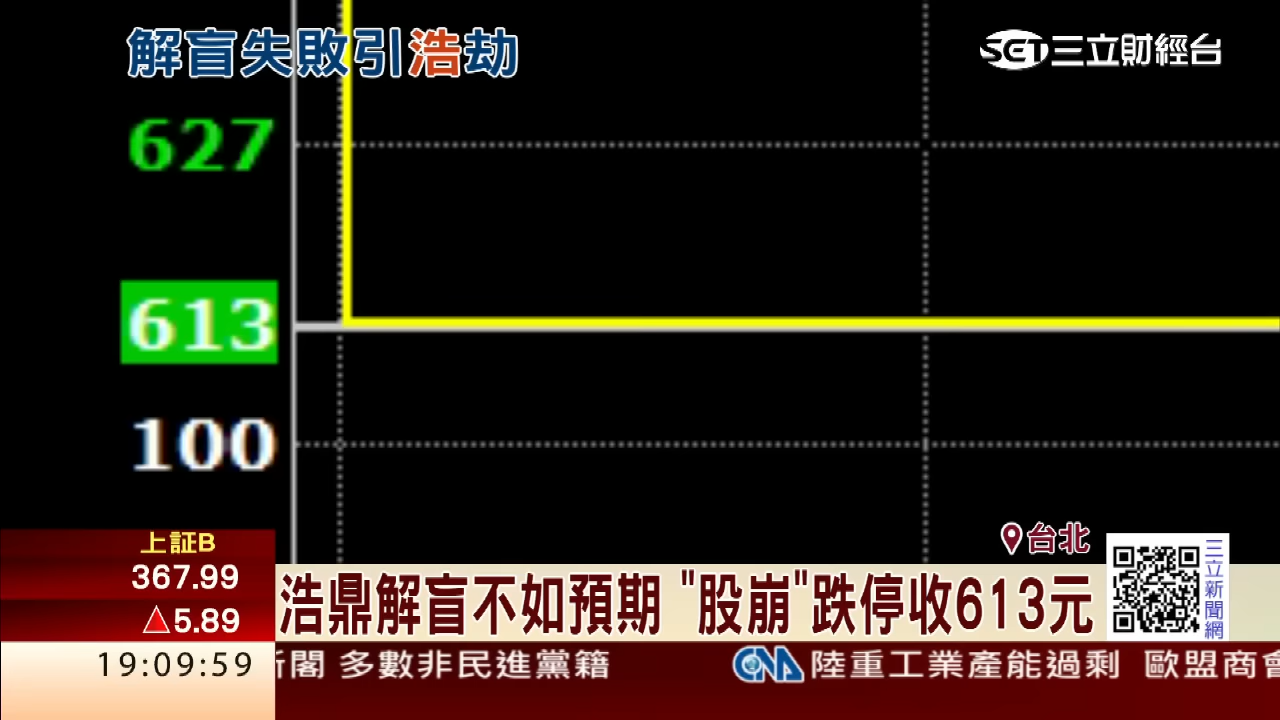 解盲失敗引浩劫
SET三立財經台
627
613
100
台北
上証B
367.99
△5.89
浩鼎解盲不如預期 "股崩"跌停收613元
三立新聞網
19:09:59
新閣 多數非民進黨籍 CNA 陸重工業產能過剩 歐盟商會